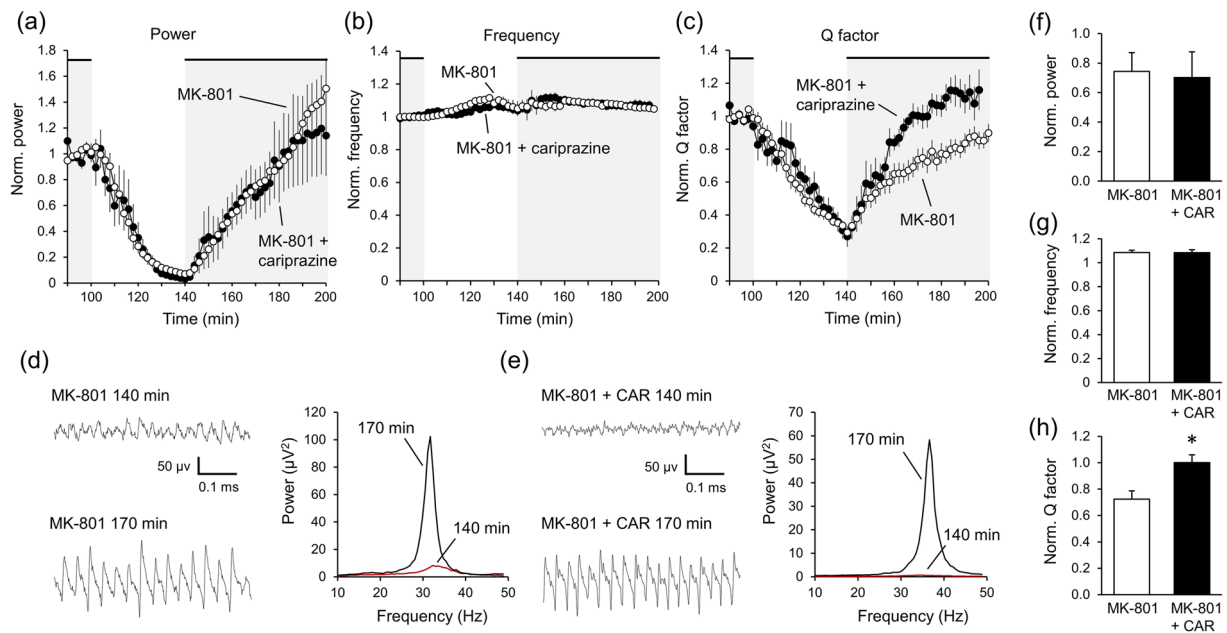 (a)
Power
1.8
1.6
1.4
1.2
1.0
0.8
0.6
0.4
0.2
0
Norm. power
MK-801
MK-801 +
cariprazine
100
120
140
160
180
200
Time (min)
(b)
Frequency
1.4
1.2
1.0
0.8
0.6
0.4
0.2
0
Norm. frequency
MK-801
MK-801 + cariprazine
100
120
140
160
180
200
Time (min)
(c)
Q factor
1.4
1.2
1.0
0.8
0.6
0.4
0.2
0
Norm. Q factor
MK-801 +
cariprazine
MK-801
100
120
140
160
180
200
Time (min)
(f)
1.0
0.8
0.6
0.4
0.2
0.0
Norm. power
MK-801
MK-801
+ CAR
(g)
1.2
1
0.8
0.6
0.4
0.2
0
Norm. frequency
MK-801
MK-801
+ CAR
(d)
MK-801 140 min
50 μv
0.1 ms
MK-801 170 min
120
100
80
60
40
20
0
Power (μV²)
170 min
140 min
10
20
30
40
50
Frequency (Hz)
(e)
MK-801 + CAR 140 min
50 μv
0.1 ms
MK-801 + CAR 170 min
70
60
50
40
30
20
10
0
Power (μV²)
170 min
140 min
10
20
30
40
50
Frequency (Hz)
(h)
1.2
1.0
0.8
0.6
0.4
0.2
0.0
Norm. Q factor
*
MK-801
MK-801
+ CAR